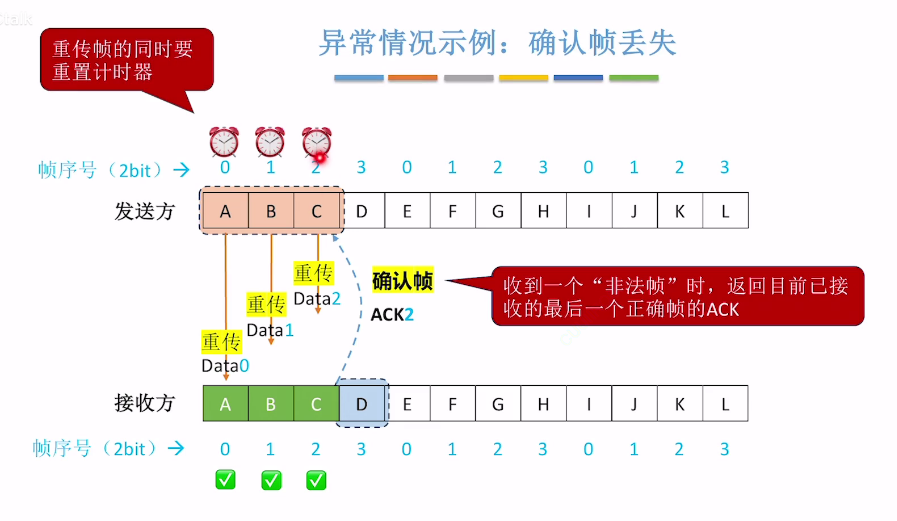 talk
异常情况示例：确认帧丢失
重传帧的同时要
重置计时器
帧序号（2bit）→ 0 1 2 3 0 1 2 3 0 1 2 3
发送方 A B C D E F G H I J K L
重传
Data2
重传
Data1
重传
Data0
确认帧
ACK2
收到一个“非法帧”时，返回目前已接
收的最后一个正确帧的ACK
接收方 A B C D E F G H I J K L
帧序号（2bit）→ 0 1 2 3 0 1 2 3 0 1 2 3